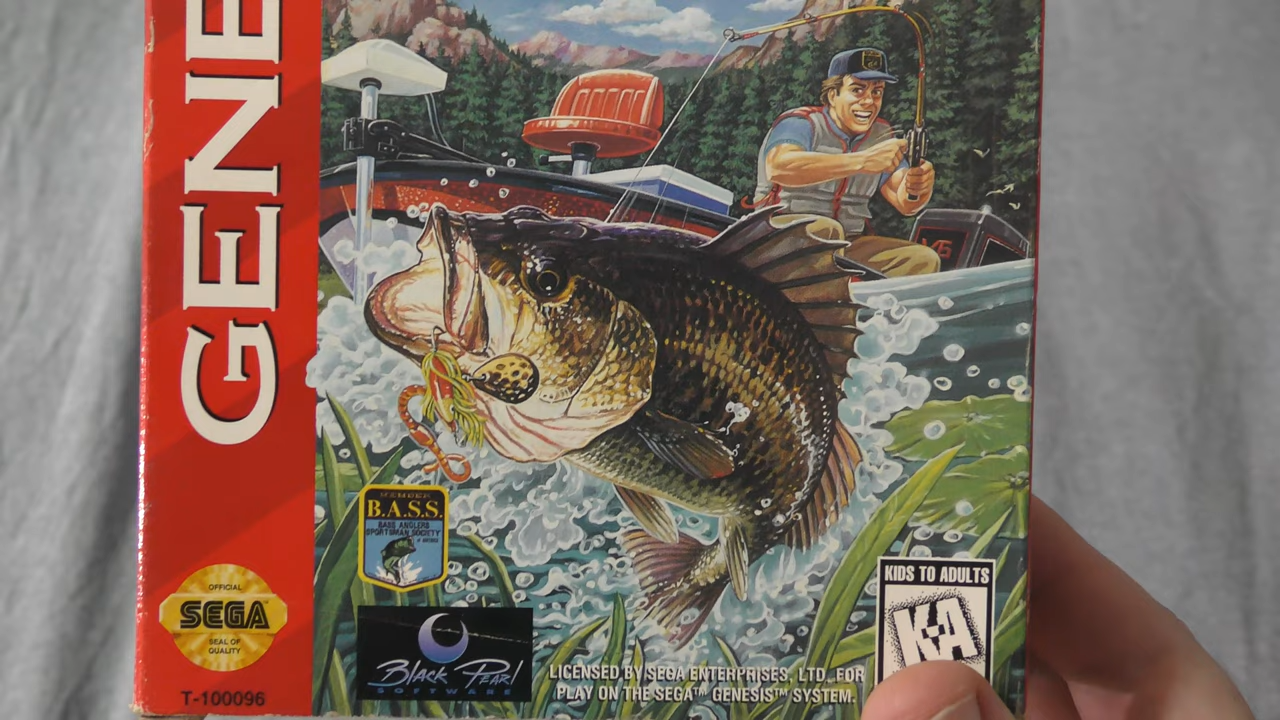 GENE
MEMBER
B.A.S.S.
BASS ANGLERS
SPORTSMAN SOCIETY
OFFICIAL
SEGA
SEAL OF
QUALITY
T-100096
Black Pearl
SOFTWARE
LICENSED BY SEGA ENTERPRISES, LTD. FOR
PLAY ON THE SEGA™ GENESIS™ SYSTEM.
KIDS TO ADULTS
K-A
V6